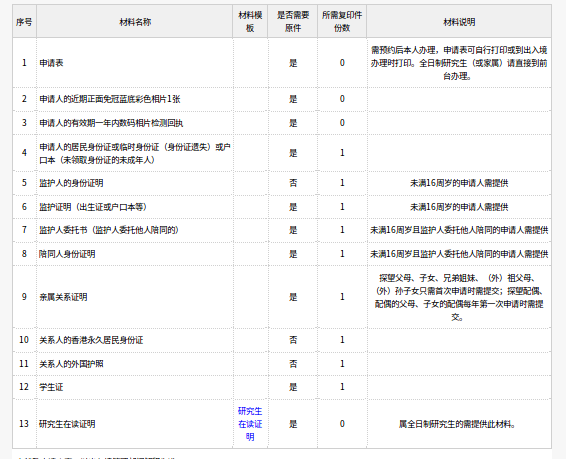 序号 材料名称 材料模板 是否需要原件 所需复印件份数 材料说明
1 申请表 是 0 需预约后本人办理，申请表可自行打印或到出入境
办理时打印。全日制研究生（或家属）请直接到前
台办理。
2 申请人的近期正面免冠蓝底彩色相片1张 是 0
3 申请人的有效期一年内数码相片检测回执 是 0
4 申请人的居民身份证或临时身份证（身份证遗失）或户
口本（未领取身份证的未成年人） 是 1
5 监护人的身份证明 否 1 未满16周岁的申请人需提供
6 监护证明（出生证或户口本等） 是 1 未满16周岁的申请人需提供
7 监护人委托书（监护人委托他人陪同的） 是 1 未满16周岁且监护人委托他人陪同的申请人需提供
8 陪同人身份证明 是 1 未满16周岁且监护人委托他人陪同的申请人需提供
9 亲属关系证明 是 1 探望父母、子女、兄弟姐妹、（外）祖父母、
（外）孙子女只需首次申请时需提交；探望配偶、
配偶的父母、子女的配偶每年第一次申请时需提
交。
10 关系人的香港永久居民身份证 否 1
11 关系人的外国护照 否 1
12 学生证 是 1
13 研究生在读证明 研究生
在读证
明 是 0 属全日制研究生的需提供此材料。